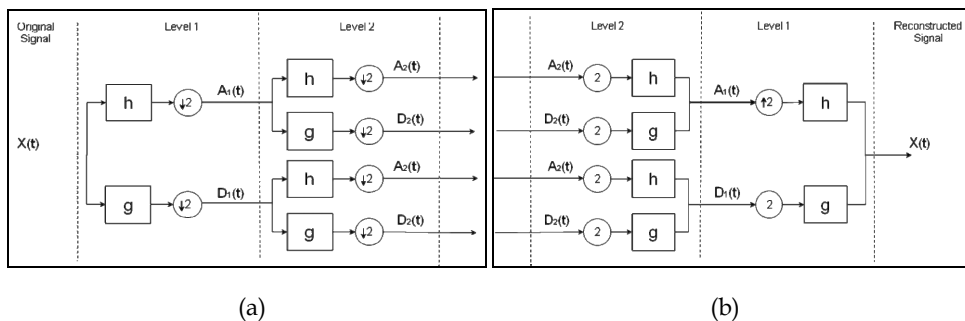 Original
Signal
Level 1
Level 2
X(t)
h
↓2
A₁(t)
h
↓2
A₂(t)
g
↓2
D₂(t)
g
↓2
D₁(t)
h
↓2
A₂(t)
g
↓2
D₂(t)
(a)
Level 2
Level 1
Reconstructed
Signal
A₂(t)
2
h
D₂(t)
2
g
A₁(t)
↑2
h
X(t)
A₂(t)
2
h
D₂(t)
2
g
D₁(t)
2
g
(b)